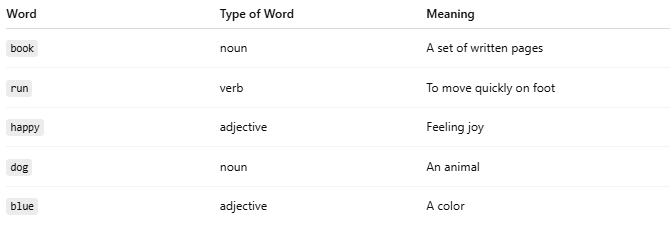 Word Type of Word Meaning
book noun A set of written pages
run verb To move quickly on foot
happy adjective Feeling joy
dog noun An animal
blue adjective A color